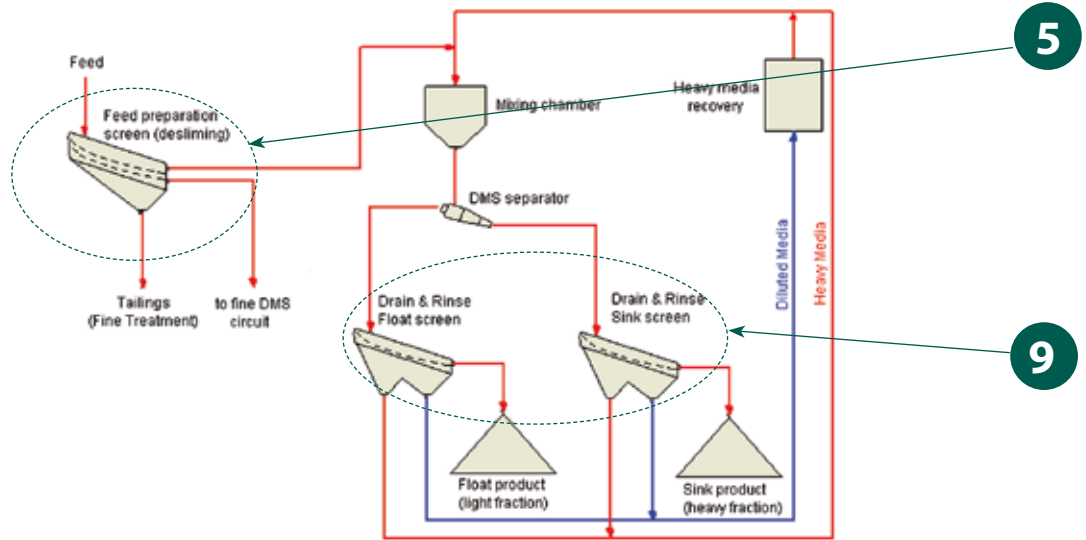 5
Feed
Feed preparation
screen (desliming)
Mixing chamber
Heavy media
recovery
DMS separator
Diluted Media
Heavy Media
Tailings
(Fine Treatment)
to fine DMS
circuit
Drain & Rinse
Float screen
Drain & Rinse
Sink screen
9
Float product
(light fraction)
Sink product
(heavy fraction)